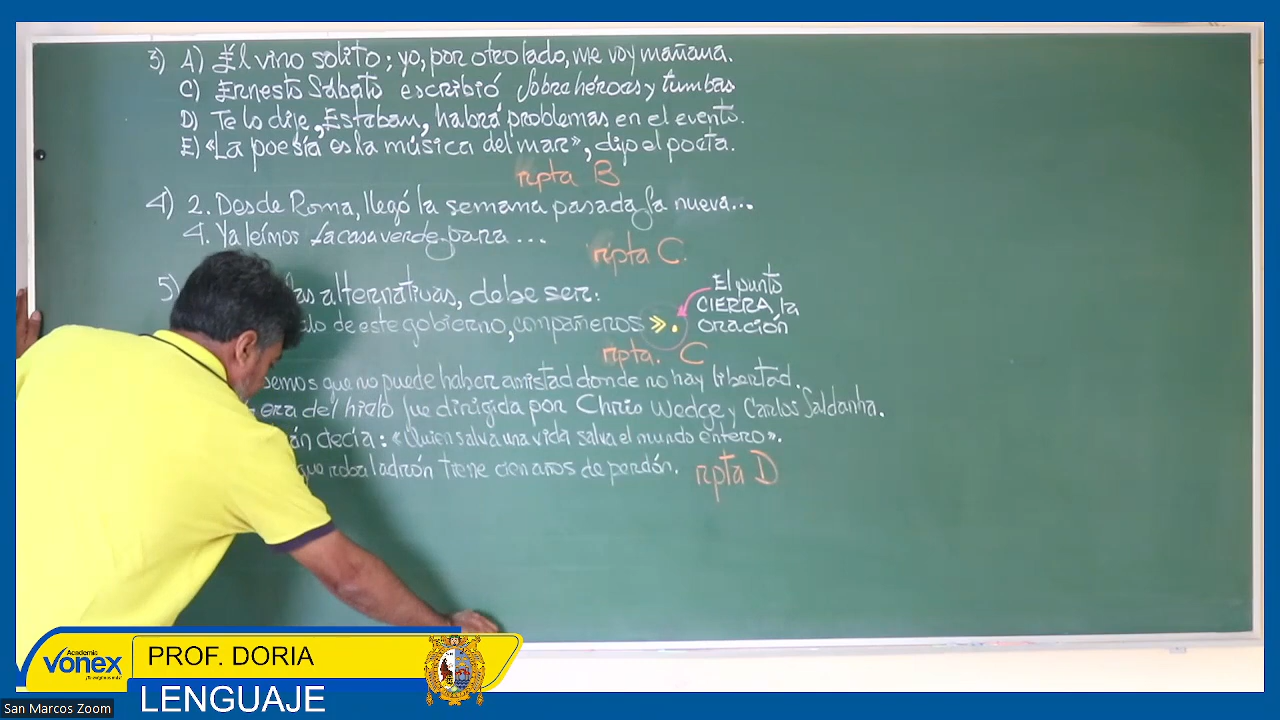 3) A) Él vino solito; yo, por otro lado, me voy mañana.
C) Ernesto Sábato escribió Sobre héroes y tumbas
D) Te lo dije, Esteban, habrá problemas en el evento.
E) «La poesía es la música del mar», dijo el poeta.
rpta B
4) 2. Desde Roma, llegó la semana pasada la nueva...
4. Ya leímos La casa verde para ...
rpta C.
5) las alternativas, debe ser:
de este gobierno, compañeros».
El punto
CIERRA la
oración
rpta. C
que no puede haber amistad donde no hay libertad.
era del hielo fue dirigida por Chris Wedge y Carlos Saldanha.
decía: «Quien salva una vida salva el mundo entero».
roba ladrón tiene cien años de perdón.
rpta D
Academia
vonex
PROF. DORIA
LENGUAJE
San Marcos Zoom